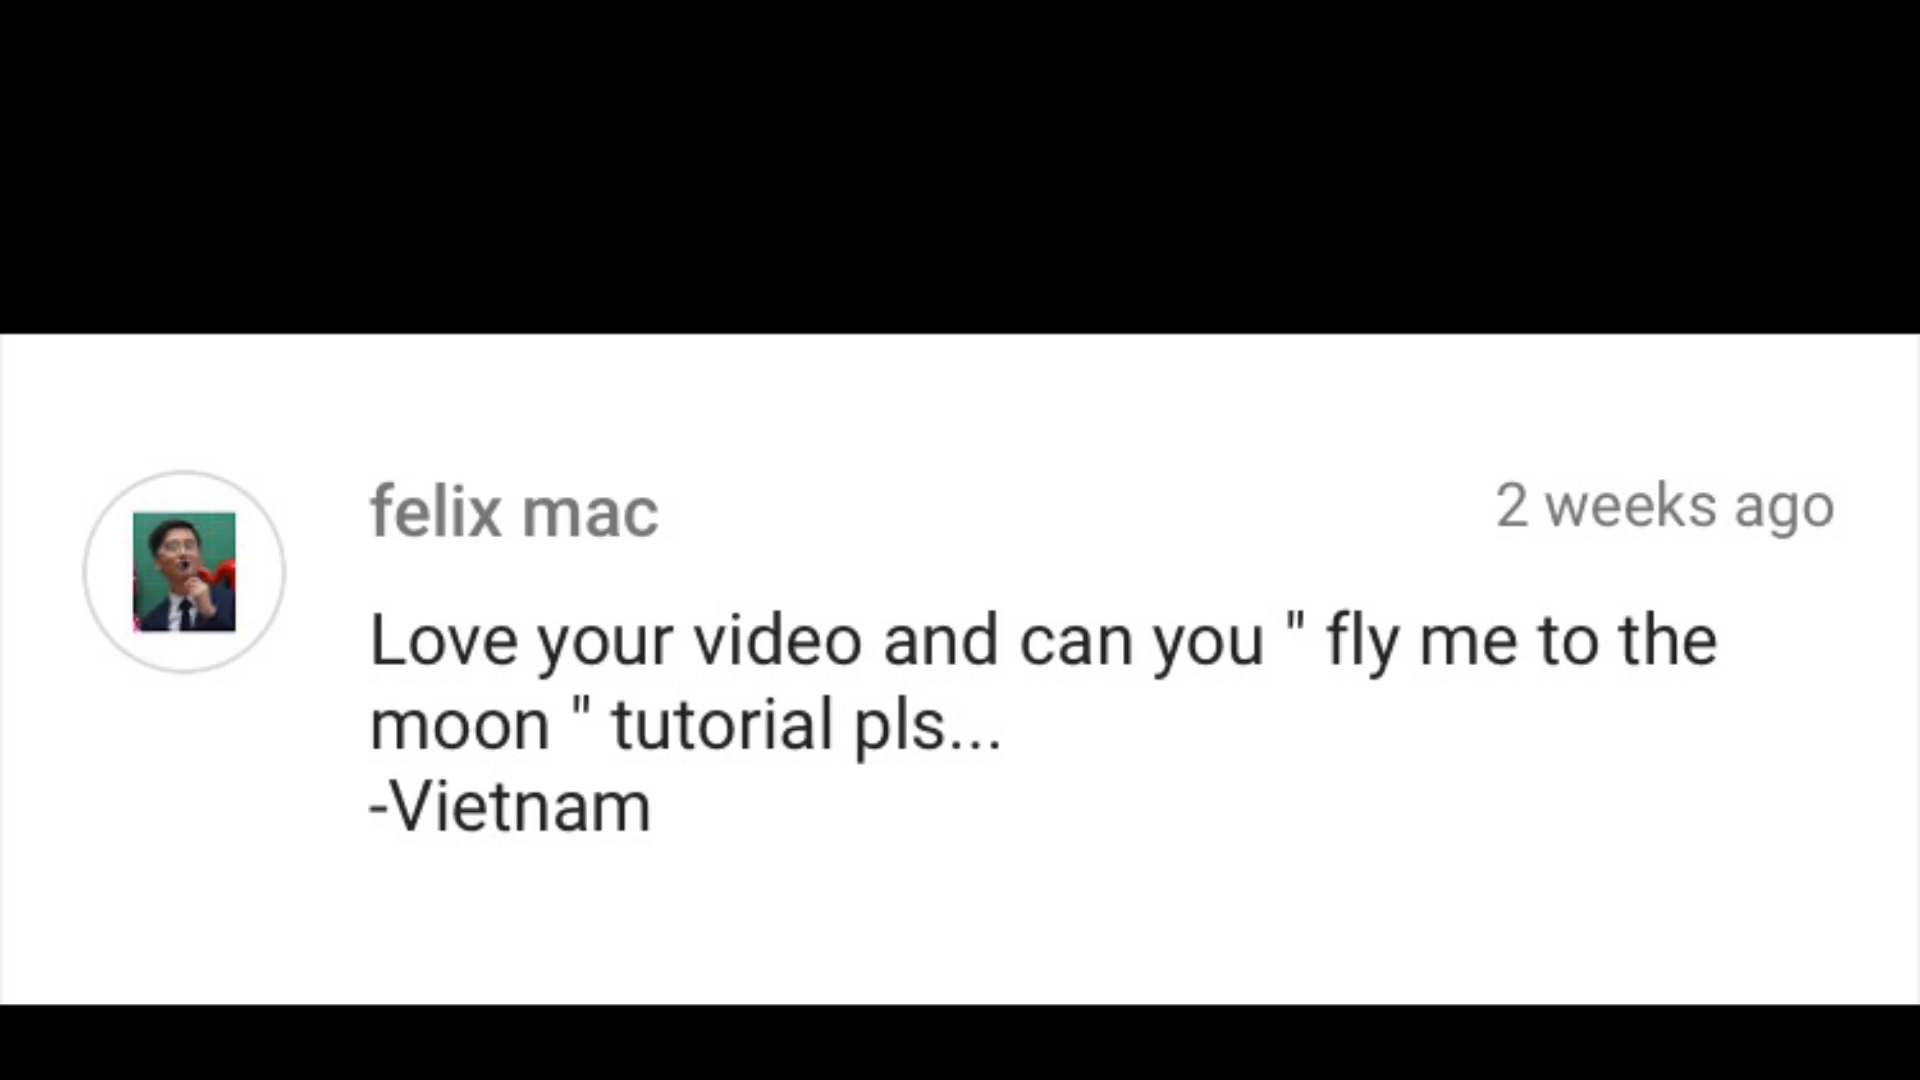 felix mac
2 weeks ago
Love your video and can you " fly me to the
moon " tutorial pls...
-Vietnam